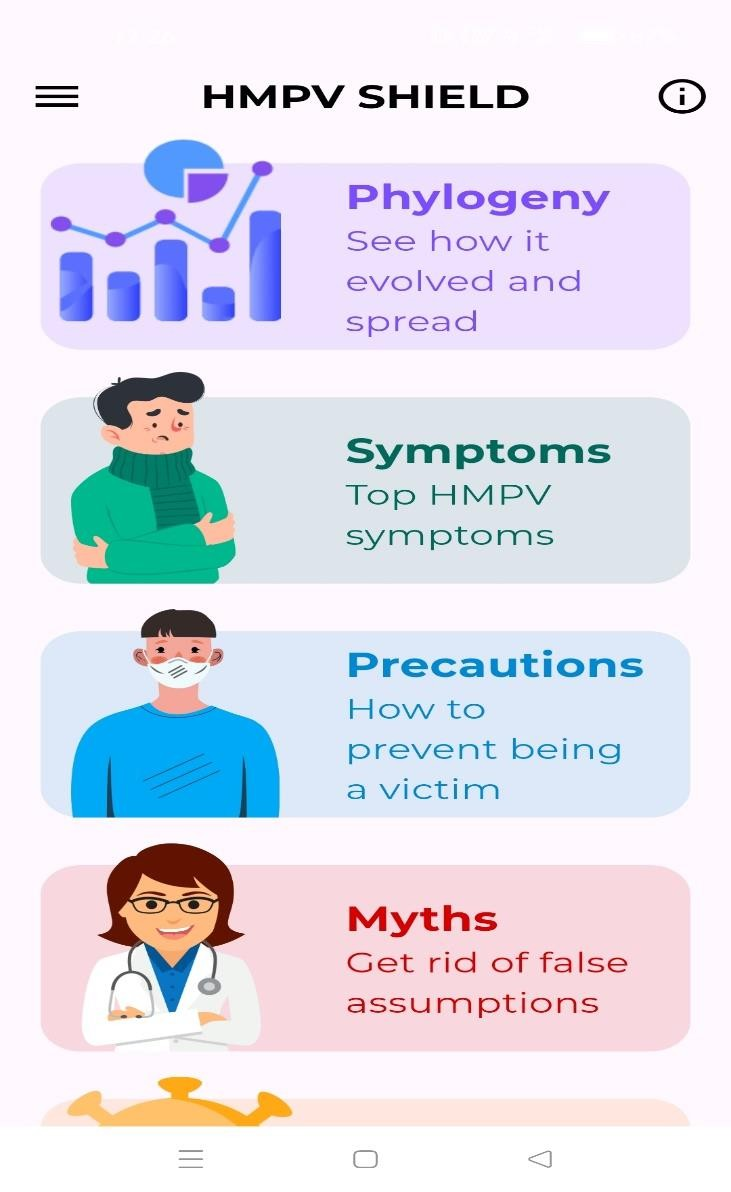 HMPV SHIELD
Phylogeny
See how it
evolved and
spread
Symptoms
Top HMPV
symptoms
Precautions
How to
prevent being
a victim
Myths
Get rid of false
assumptions